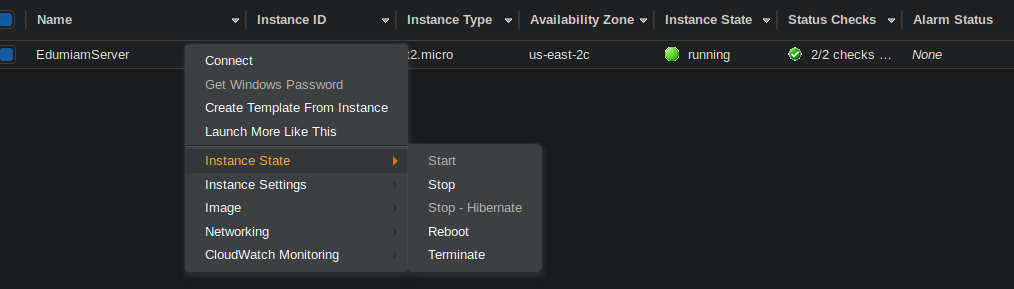 Name Instance ID Instance Type Availability Zone Instance State Status Checks Alarm Status
EdumiamServer t2.micro us-east-2c running 2/2 checks ... None
Connect
Get Windows Password
Create Template From Instance
Launch More Like This
Instance State
Instance Settings
Image
Networking
CloudWatch Monitoring
Start
Stop
Stop - Hibernate
Reboot
Terminate